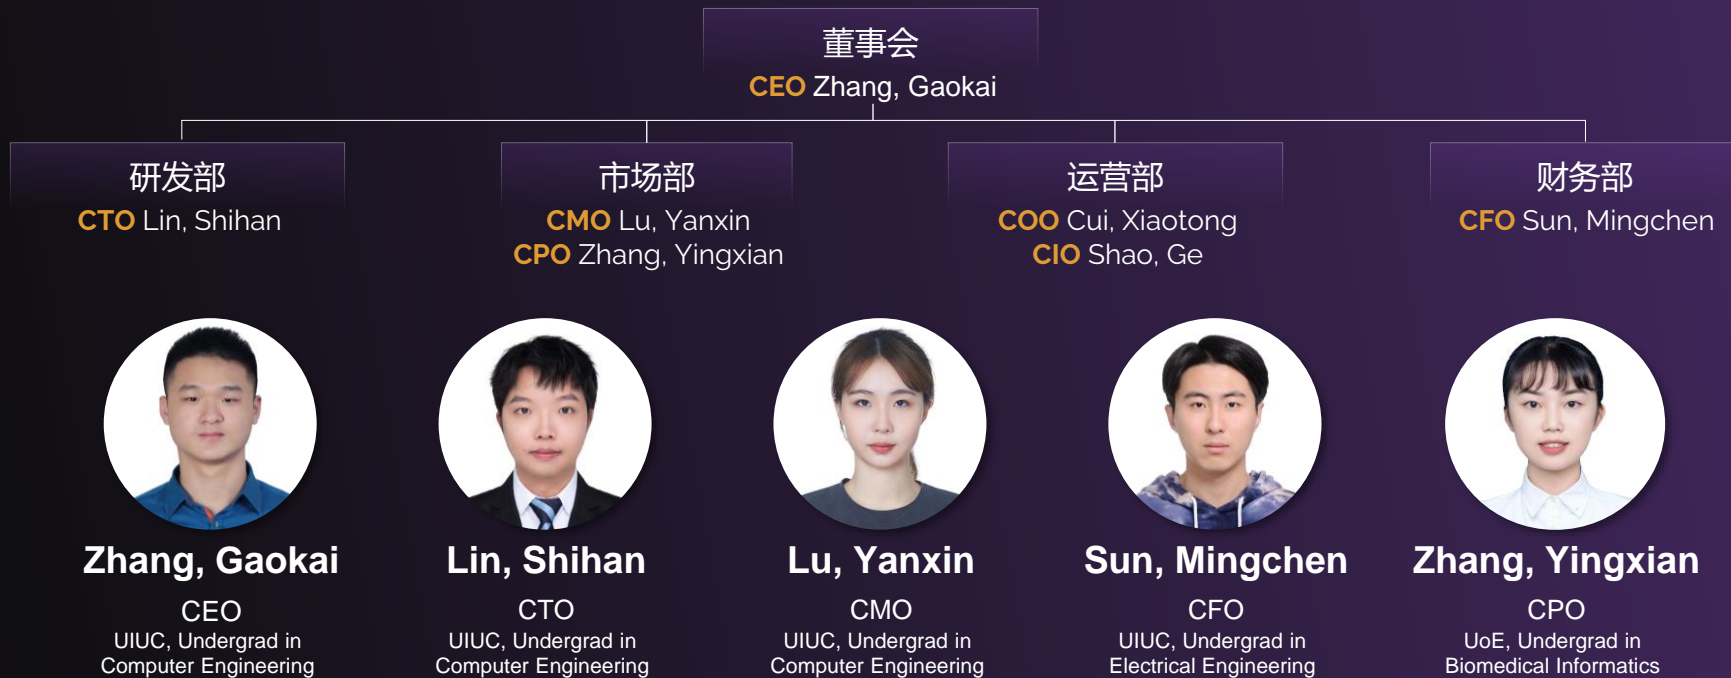 董事会
CEO Zhang, Gaokai
研发部
CTO Lin, Shihan
市场部
CMO Lu, Yanxin
CPO Zhang, Yingxian
运营部
COO Cui, Xiaotong
CIO Shao, Ge
财务部
CFO Sun, Mingchen
Zhang, Gaokai
CEO
UIUC, Undergrad in
Computer Engineering
Lin, Shihan
CTO
UIUC, Undergrad in
Computer Engineering
Lu, Yanxin
CMO
UIUC, Undergrad in
Computer Engineering
Sun, Mingchen
CFO
UIUC, Undergrad in
Electrical Engineering
Zhang, Yingxian
CPO
UoE, Undergrad in
Biomedical Informatics